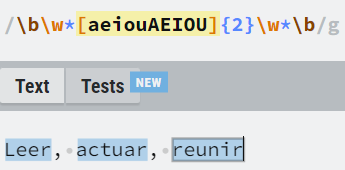 /\b\w*[aeiouAEIOU]{2}\w*\b/g
Text Tests NEW
Leer, actuar, reunir